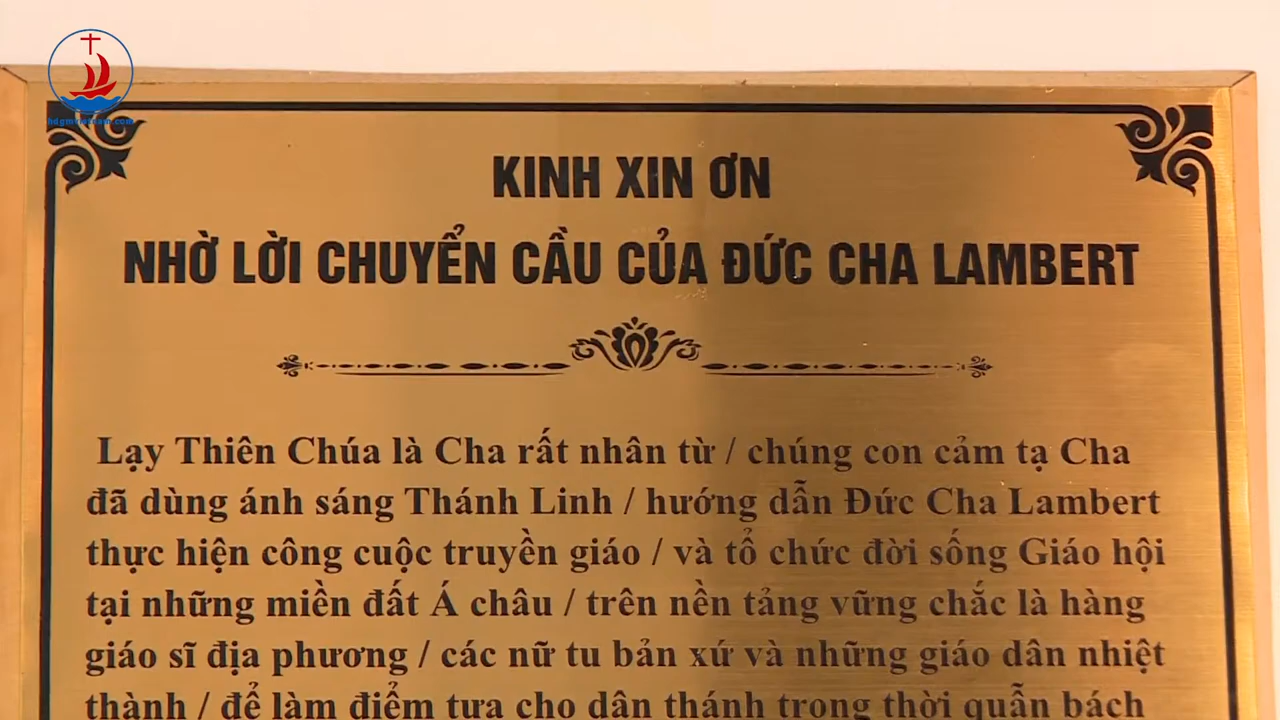 hdgmvietnam.com
KINH XIN ƠN
NHỜ LỜI CHUYỂN CẦU CỦA ĐỨC CHA LAMBERT
Lạy Thiên Chúa là Cha rất nhân từ / chúng con cảm tạ Cha
đã dùng ánh sáng Thánh Linh / hướng dẫn Đức Cha Lambert
thực hiện công cuộc truyền giáo / và tổ chức đời sống Giáo hội
tại những miền đất Á châu / trên nền tảng vững chắc là hàng
giáo sĩ địa phương / các nữ tu bản xứ và những giáo dân nhiệt
thành / để làm điểm tựa cho dân thánh trong thời quẫn bách